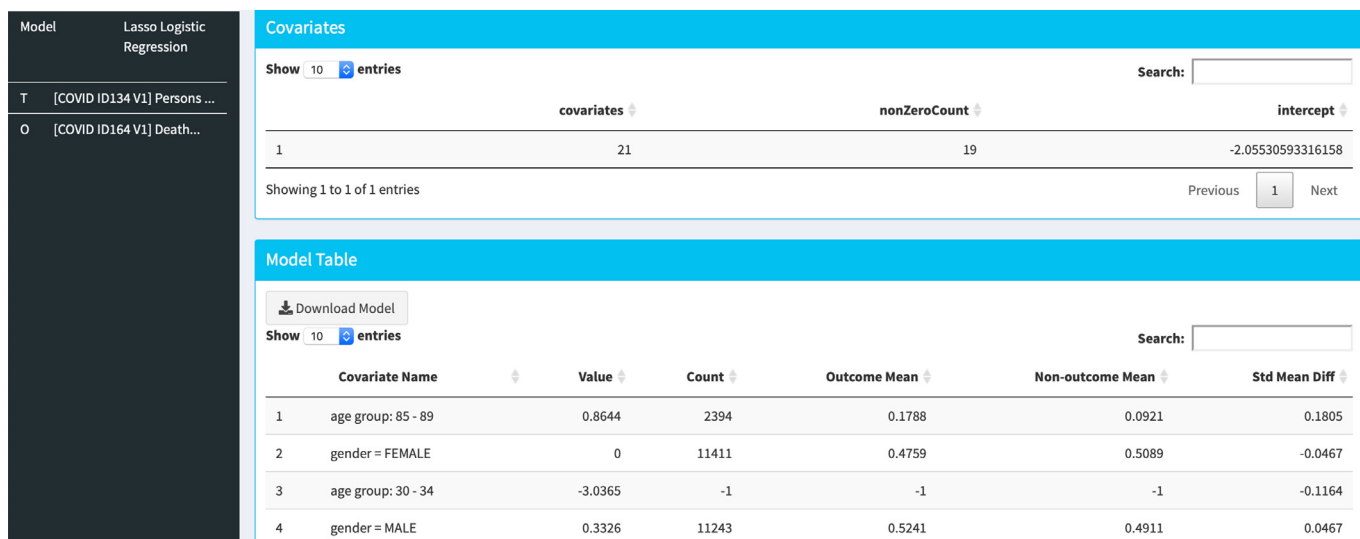 Model Lasso Logistic Regression
T [COVID ID134 V1] Persons ...
O [COVID ID164 V1] Death...
Covariates
Show 10 entries Search:
covariates nonZeroCount intercept
1 21 19 -2.05530593316158
Showing 1 to 1 of 1 entries Previous 1 Next
Model Table
Download Model
Show 10 entries Search:
Covariate Name Value Count Outcome Mean Non-outcome Mean Std Mean Diff
1 age group: 85 - 89 0.8644 2394 0.1788 0.0921 0.1805
2 gender = FEMALE 0 11411 0.4759 0.5089 -0.0467
3 age group: 30 - 34 -3.0365 -1 -1 -1 -0.1164
4 gender = MALE 0.3326 11243 0.5241 0.4911 0.0467